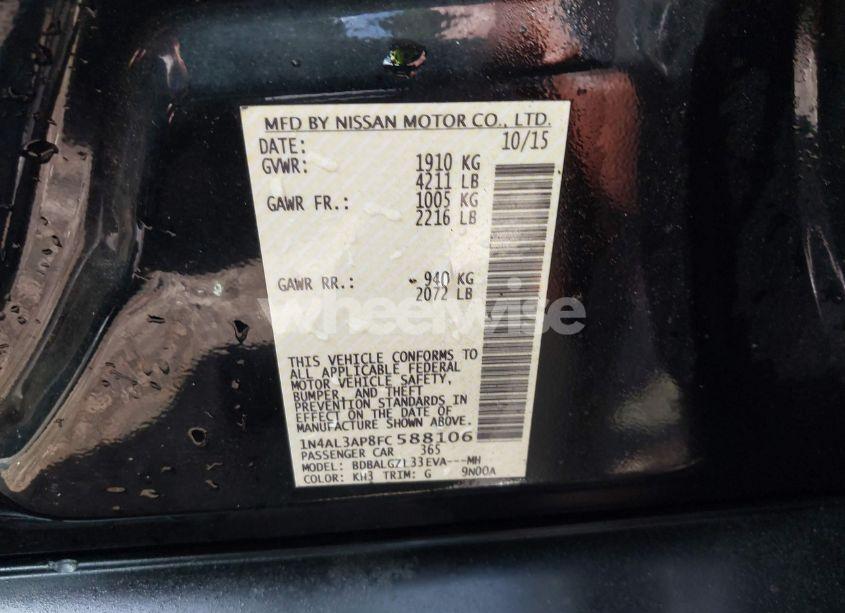 MFD BY NISSAN MOTOR CO., LTD.
DATE: 10/15
GVWR: 1910 KG
4211 LB
GAWR FR.: 1005 KG
2216 LB
GAWR RR.: 940 KG
2072 LB
wheelwise
THIS VEHICLE CONFORMS TO
ALL APPLICABLE FEDERAL
MOTOR VEHICLE SAFETY,
BUMPER, AND THEFT
PREVENTION STANDARDS IN
EFFECT ON THE DATE OF
MANUFACTURE SHOWN ABOVE.
1N4AL3AP8FC588106
PASSENGER CAR 365
MODEL: BDBALGZL33EVA---MH
COLOR: KH3 TRIM: G 9N00A